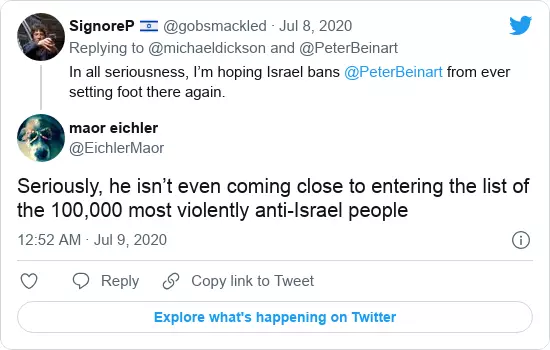 SignoreP 🇮🇱 @gobsmackled · Jul 8, 2020
Replying to @michaeldickson and @PeterBeinart
In all seriousness, I’m hoping Israel bans @PeterBeinart from ever
setting foot there again.
maor eichler
@EichlerMaor
Seriously, he isn’t even coming close to entering the list of
the 100,000 most violently anti-Israel people
12:52 AM · Jul 9, 2020
Reply
Copy link to Tweet
Explore what's happening on Twitter